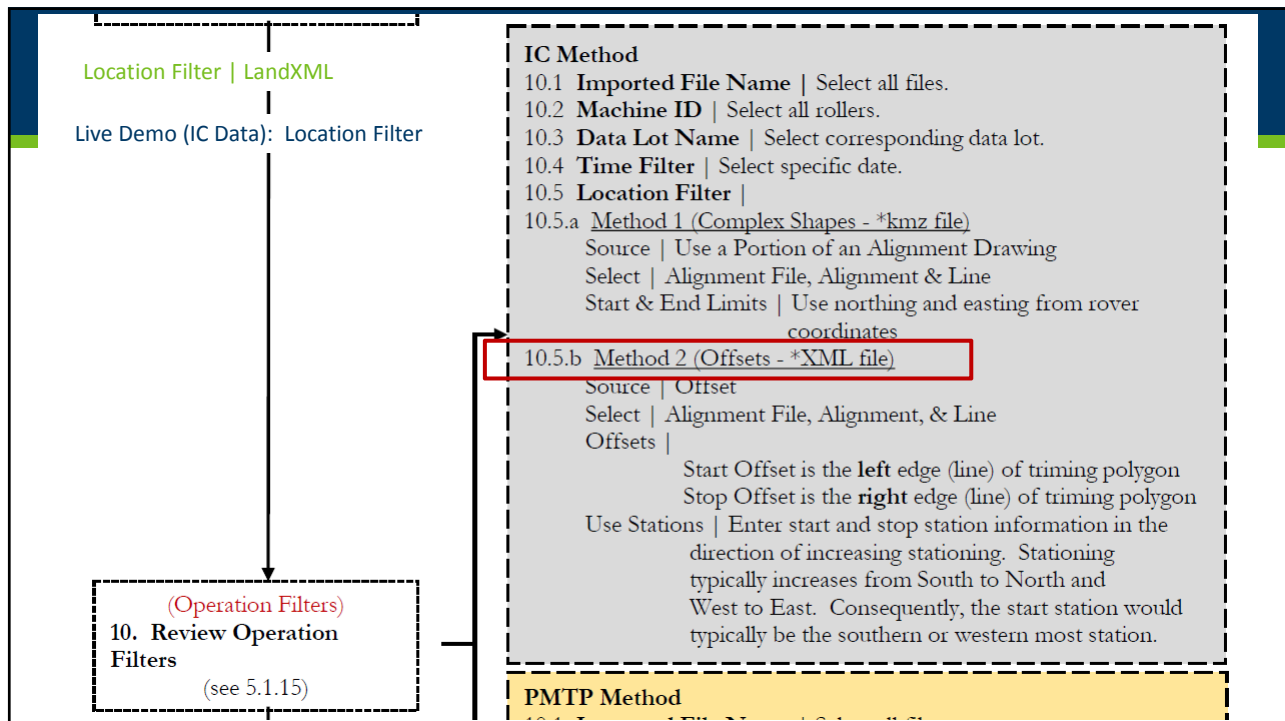 Location Filter | LandXML
Live Demo (IC Data):  Location Filter
(Operation Filters)
10.  Review Operation
Filters
(see 5.1.15)
IC Method
10.1  Imported File Name | Select all files.
10.2  Machine ID | Select all rollers.
10.3  Data Lot Name | Select corresponding data lot.
10.4  Time Filter | Select specific date.
10.5  Location Filter |
10.5.a  Method 1 (Complex Shapes - *kmz file)
Source | Use a Portion of an Alignment Drawing
Select | Alignment File, Alignment & Line
Start & End Limits | Use northing and easting from rover
coordinates
10.5.b  Method 2 (Offsets - *XML file)
Source | Offset
Select | Alignment File, Alignment, & Line
Offsets |
Start Offset is the left edge (line) of triming polygon
Stop Offset is the right edge (line) of triming polygon
Use Stations | Enter start and stop station information in the
direction of increasing stationing.  Stationing
typically increases from South to North and
West to East.  Consequently, the start station would
typically be the southern or western most station.
PMTP Method